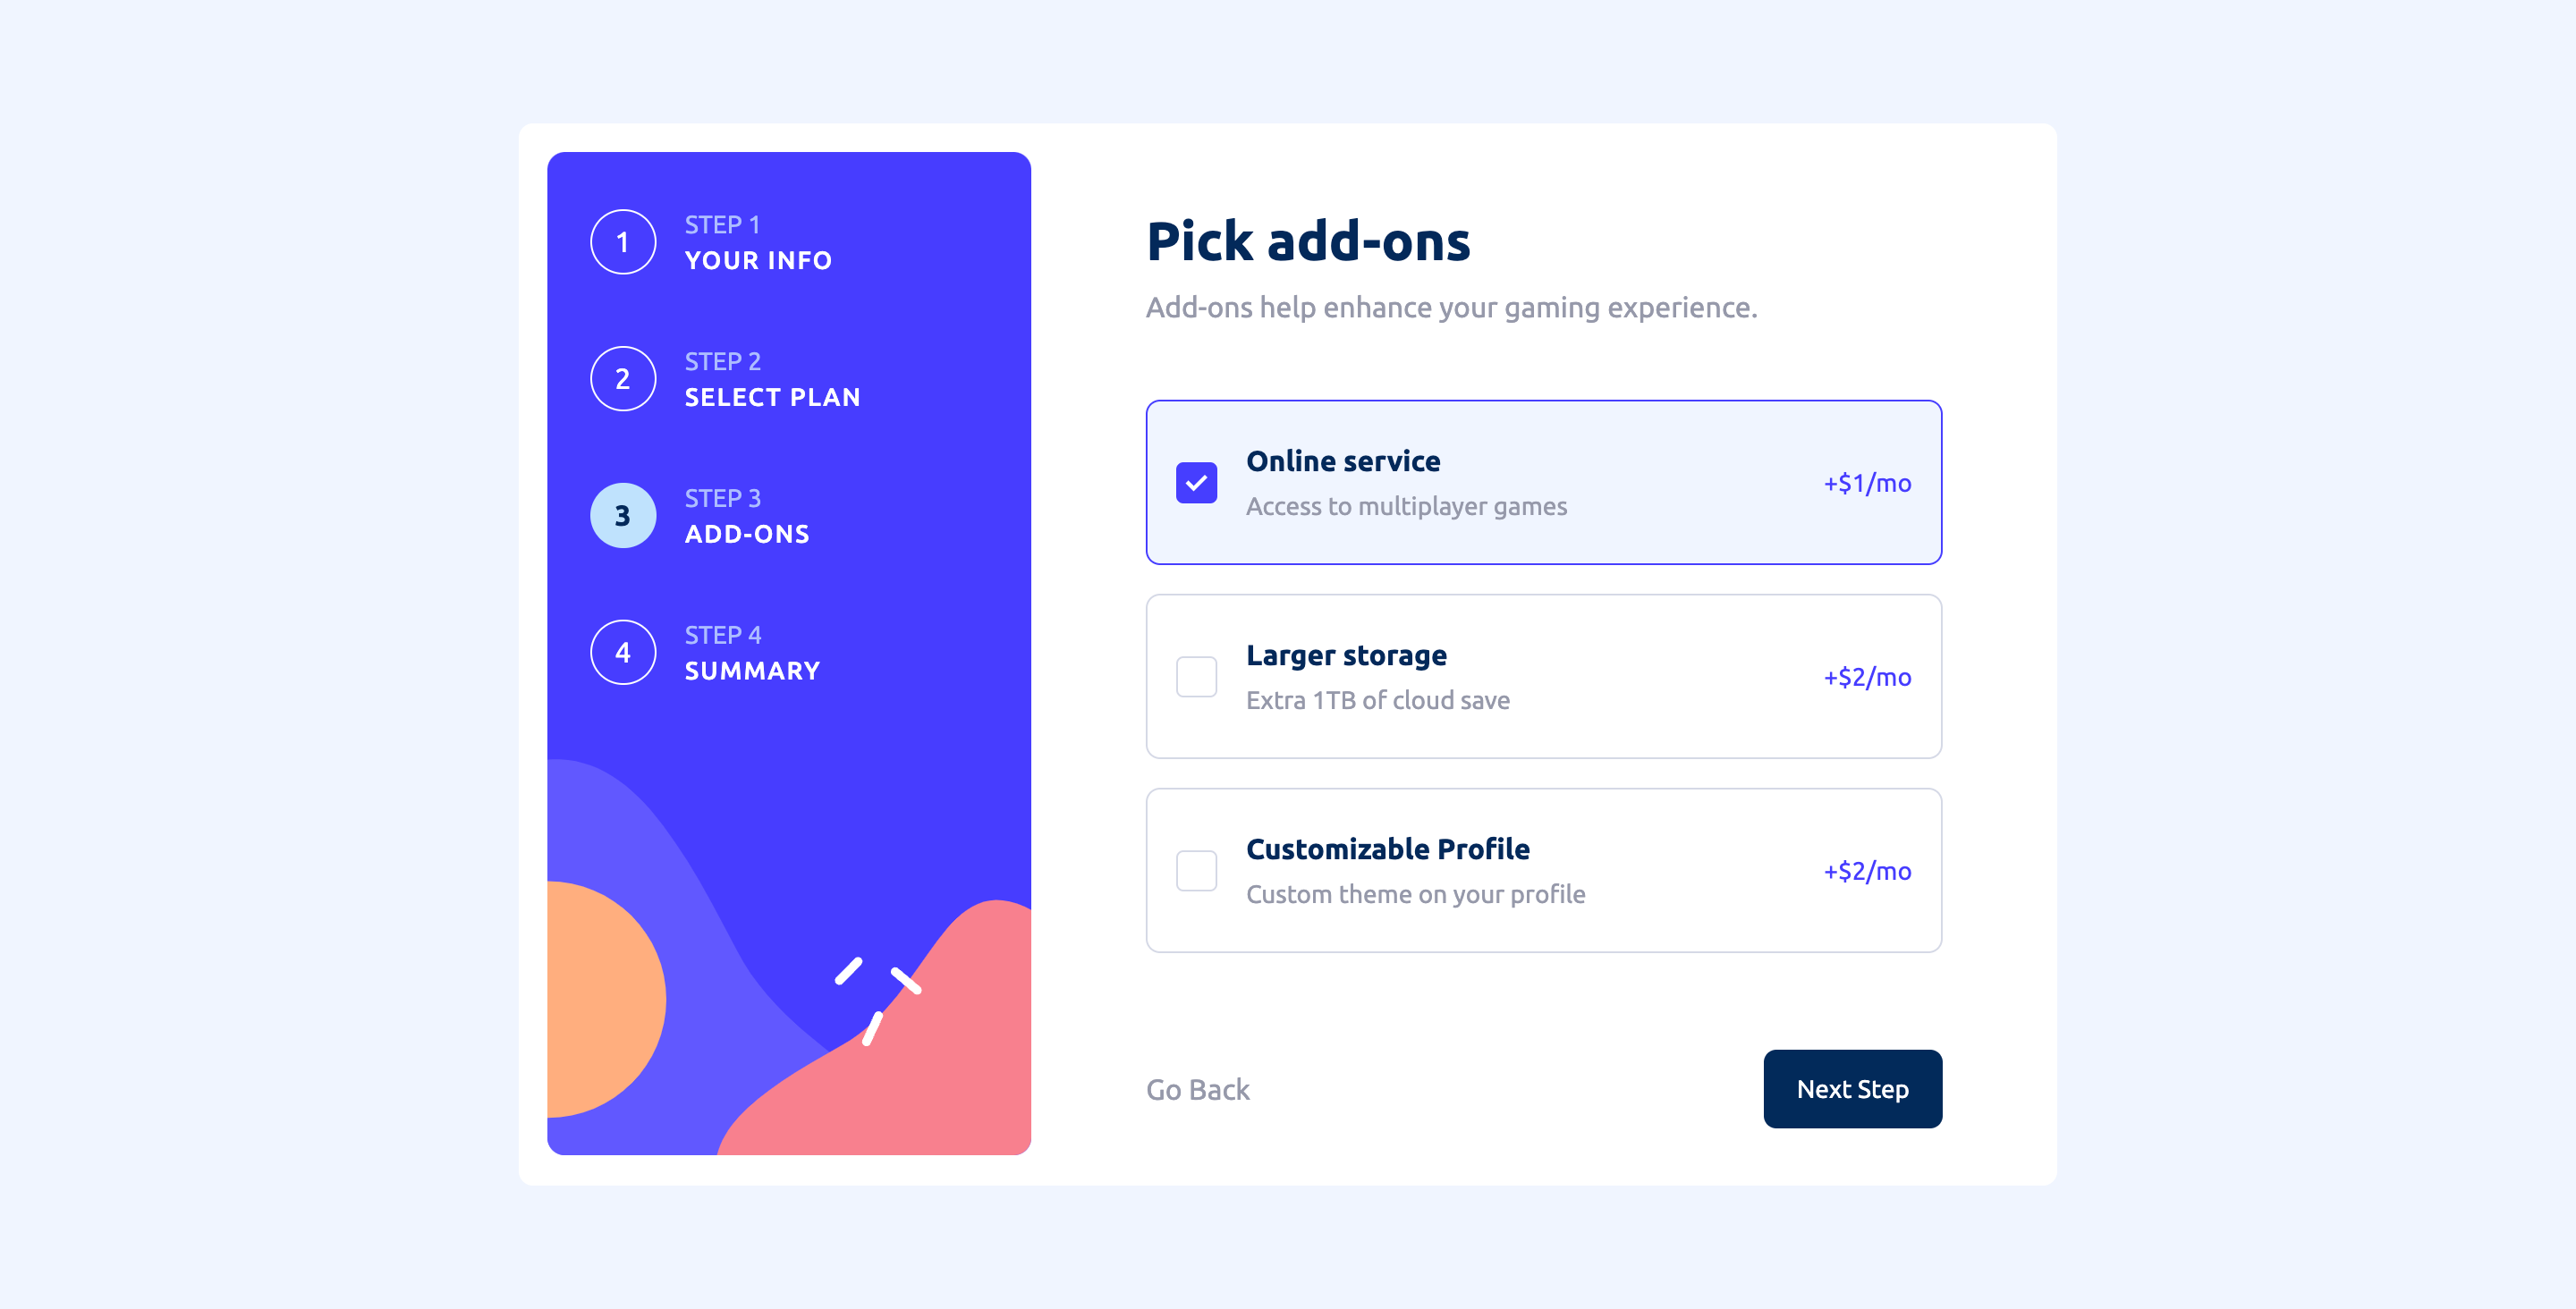 1
STEP 1
YOUR INFO
2
STEP 2
SELECT PLAN
3
STEP 3
ADD-ONS
4
STEP 4
SUMMARY
Pick add-ons
Add-ons help enhance your gaming experience.
Online service
Access to multiplayer games
+$1/mo
Larger storage
Extra 1TB of cloud save
+$2/mo
Customizable Profile
Custom theme on your profile
+$2/mo
Go Back
Next Step